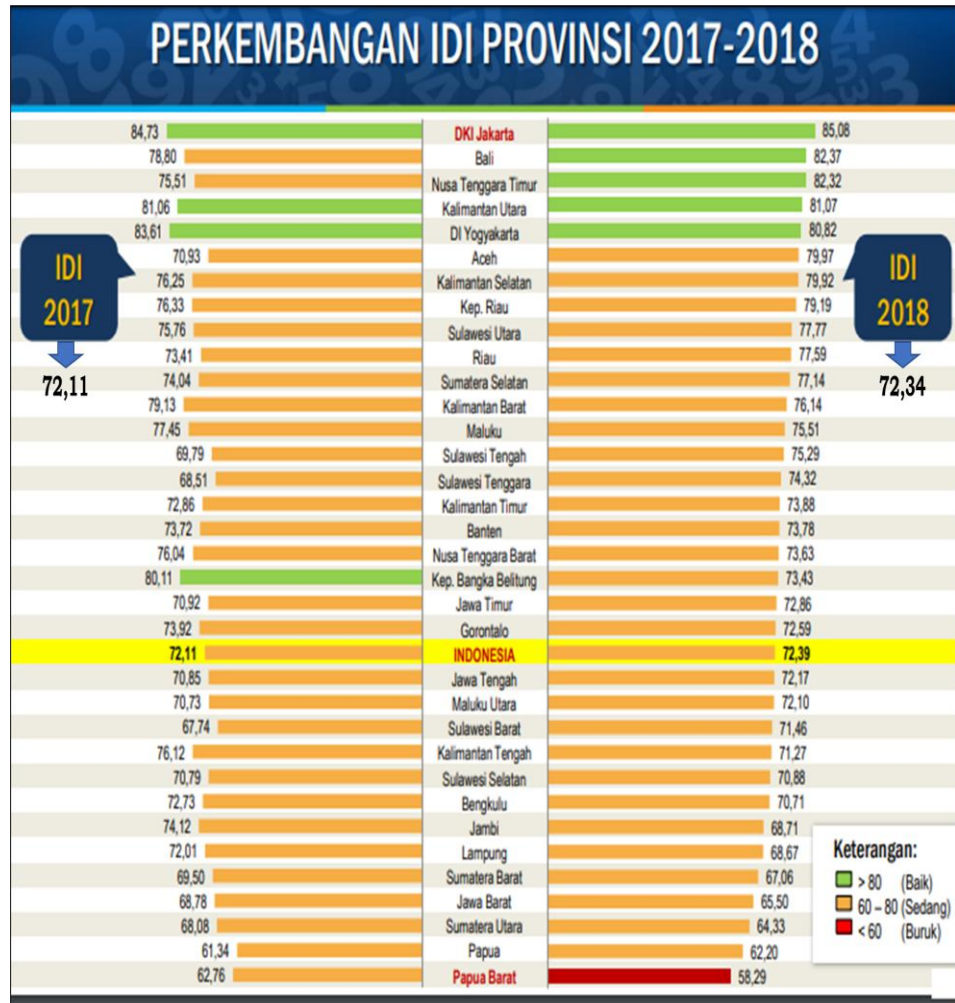 PERKEMBANGAN IDI PROVINSI 2017-2018
84,73 DKI Jakarta 85,08
78,80 Bali 82,37
75,51 Nusa Tenggara Timur 82,32
81,06 Kalimantan Utara 81,07
83,61 DI Yogyakarta 80,82
70,93 Aceh 79,97
76,25 Kalimantan Selatan 79,92
76,33 Kep. Riau 79,19
75,76 Sulawesi Utara 77,77
73,41 Riau 77,59
74,04 Sumatera Selatan 77,14
79,13 Kalimantan Barat 76,14
77,45 Maluku 75,51
69,79 Sulawesi Tengah 75,29
68,51 Sulawesi Tenggara 74,32
72,86 Kalimantan Timur 73,88
73,72 Banten 73,78
76,04 Nusa Tenggara Barat 73,63
80,11 Kep. Bangka Belitung 73,43
70,92 Jawa Timur 72,86
73,92 Gorontalo 72,59
72,11 INDONESIA 72,39
70,85 Jawa Tengah 72,17
70,73 Maluku Utara 72,10
67,74 Sulawesi Barat 71,46
76,12 Kalimantan Tengah 71,27
70,79 Sulawesi Selatan 70,88
72,73 Bengkulu 70,71
74,12 Jambi 68,71
72,01 Lampung 68,67
69,50 Sumatera Barat 67,06
68,78 Jawa Barat 65,50
68,08 Sumatera Utara 64,33
61,34 Papua 62,20
62,76 Papua Barat 58,29
IDI
2017
72,11
IDI
2018
72,34
Keterangan:
> 80 (Baik)
60 – 80 (Sedang)
< 60 (Buruk)